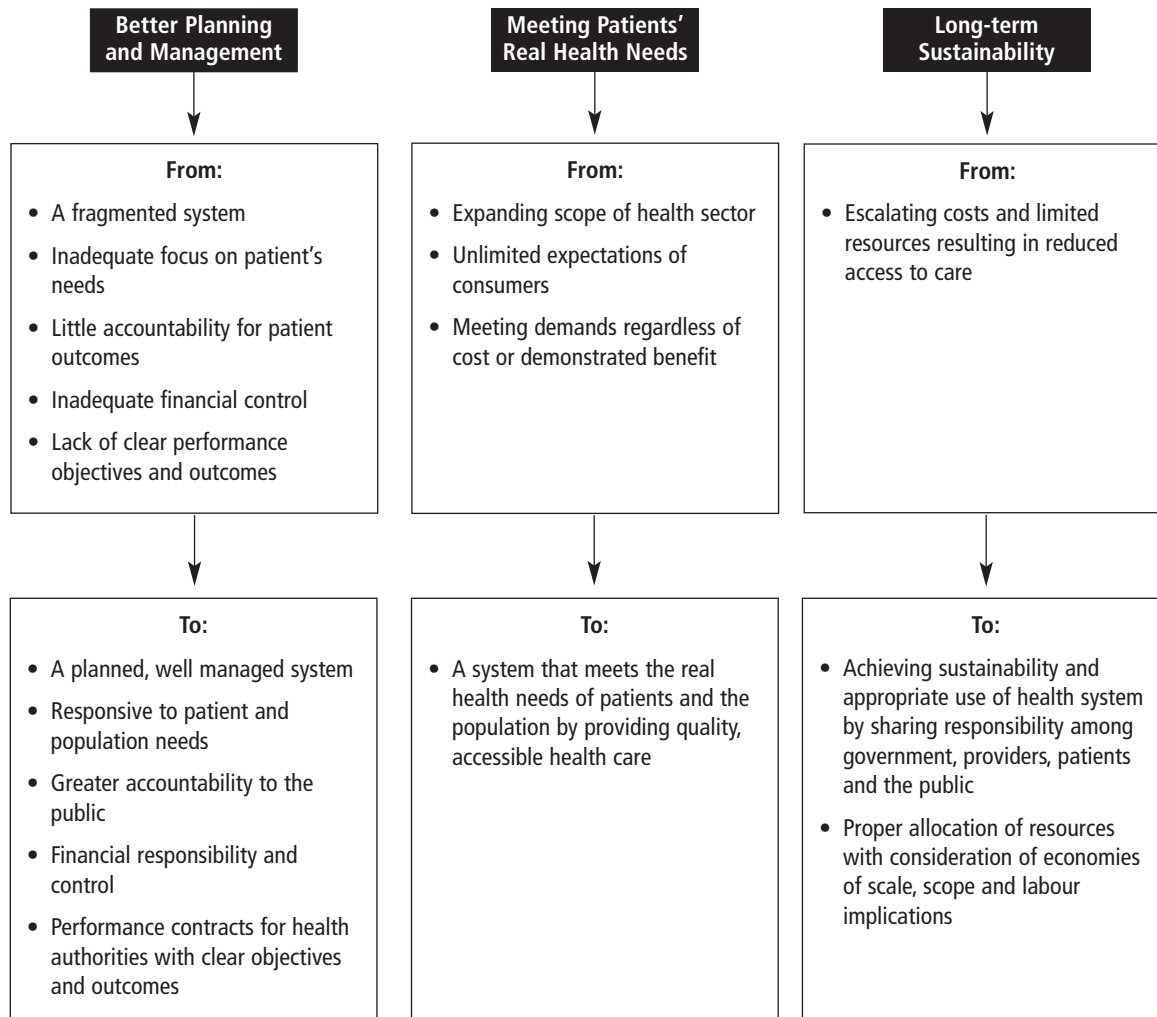 Better Planning
and Management
From:
• A fragmented system
• Inadequate focus on patient's
needs
• Little accountability for patient
outcomes
• Inadequate financial control
• Lack of clear performance
objectives and outcomes
To:
• A planned, well managed system
• Responsive to patient and
population needs
• Greater accountability to the
public
• Financial responsibility and
control
• Performance contracts for health
authorities with clear objectives
and outcomes
Meeting Patients'
Real Health Needs
From:
• Expanding scope of health sector
• Unlimited expectations of
consumers
• Meeting demands regardless of
cost or demonstrated benefit
To:
• A system that meets the real
health needs of patients and the
population by providing quality,
accessible health care
Long-term
Sustainability
From:
• Escalating costs and limited
resources resulting in reduced
access to care
To:
• Achieving sustainability and
appropriate use of health system
by sharing responsibility among
government, providers, patients
and the public
• Proper allocation of resources
with consideration of economies
of scale, scope and labour
implications